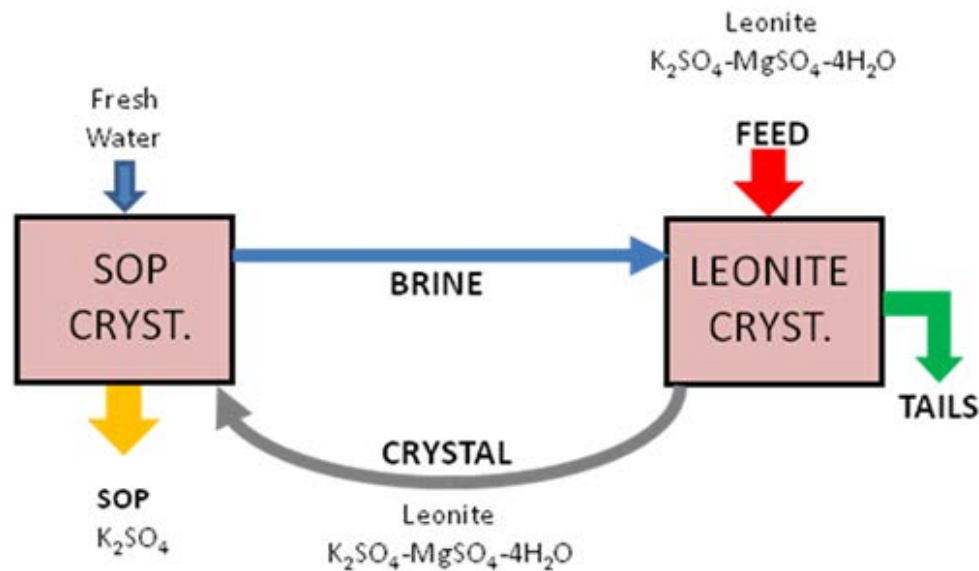 Leonite
K₂SO₄-MgSO₄-4H₂O
Fresh
Water
FEED
SOP
CRYST.
BRINE
LEONITE
CRYST.
TAILS
CRYSTAL
Leonite
K₂SO₄-MgSO₄-4H₂O
SOP
K₂SO₄